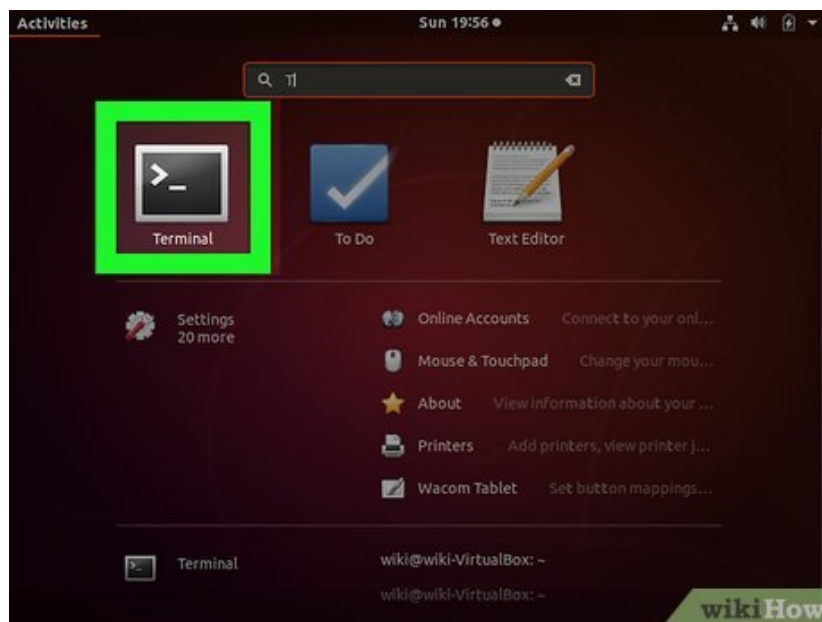 Activities
Sun 19:56
T
>_
Terminal
To Do
Text Editor
Settings
20 more
Online Accounts Connect to your onl...
Mouse & Touchpad Change your mou...
About View information about your ...
Printers Add printers, view printer j...
Wacom Tablet Set button mappings...
Terminal
wiki@wiki-VirtualBox: ~
wiki@wiki-VirtualBox: ~
wikiHow